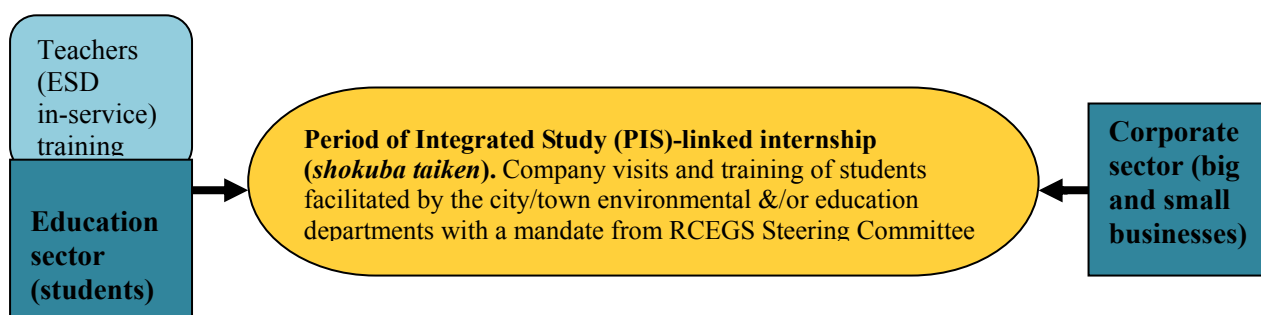 Teachers
(ESD
in-service)
training
Education
sector
(students)
Period of Integrated Study (PIS)-linked internship
(shokuba taiken). Company visits and training of students
facilitated by the city/town environmental &/or education
departments with a mandate from RCEGS Steering Committee
Corporate
sector (big
and small
businesses)